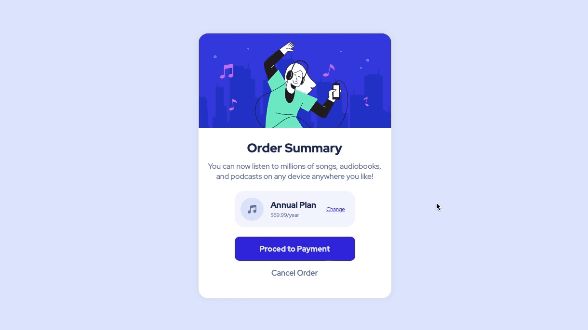 Order Summary
You can now listen to millions of songs, audiobooks,
and podcasts on any device anywhere you like!
Annual Plan
$59.99/year
Change
Proced to Payment
Cancel Order